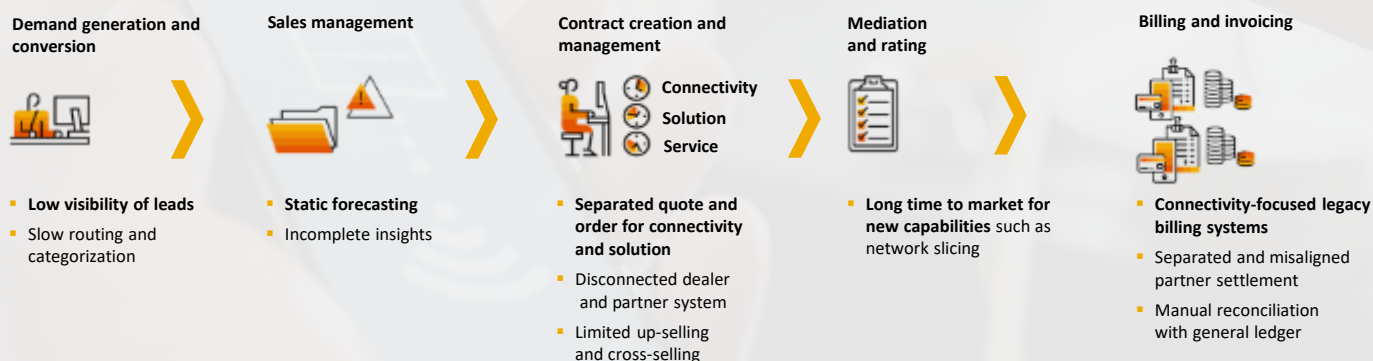 Demand generation and
conversion
Low visibility of leads
Slow routing and
categorization
Sales management
Static forecasting
Incomplete insights
Contract creation and
management
Connectivity
Solution
Service
Separated quote and
order for connectivity
and solution
Disconnected dealer
and partner system
Limited up-selling
and cross-selling
Mediation
and rating
Long time to market for
new capabilities such as
network slicing
Billing and invoicing
Connectivity-focused legacy
billing systems
Separated and misaligned
partner settlement
Manual reconciliation
with general ledger